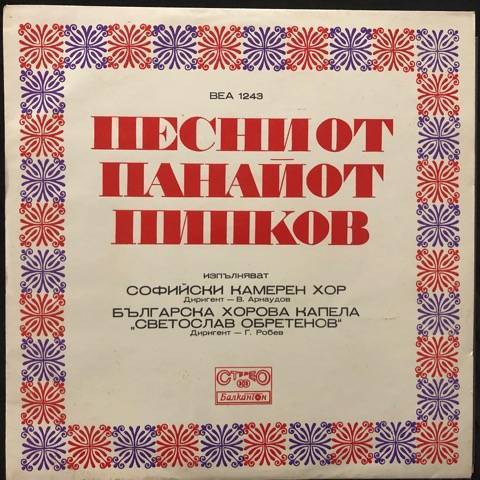 ВЕА 1243
ПЕСНИ ОТ
ПАНАЙОТ
ПИПКОВ
ИЗПЪЛНЯВАТ
СОФИЙСКИ КАМЕРЕН ХОР
Диригент – В. Арнаудов
БЪЛГАРСКА ХОРОВА КАПЕЛА
„СВЕТОСЛАВ ОБРЕТЕНОВ“
Диригент – Г. Робев
СТЕРЕО
Балкантон